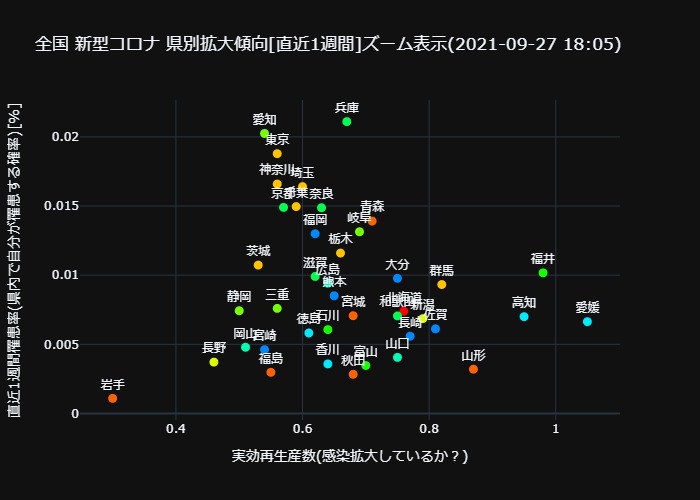 全国 新型コロナ 県別拡大傾向[直近1週間]ズーム表示(2021-09-27 18:05)
直近1週間罹患率(県内で自分が罹患する確率)[%]
兵庫
愛知
0.02
東京
神奈川
埼玉
京都
千葉
奈良
0.015
青森
岐阜
福岡
栃木
茨城
滋賀
広島
大分
群馬
福井
0.01
熊本
静岡
三重
宮城
和歌山
北海道
新潟
佐賀
高知
愛媛
徳島
石川
長崎
0.005
長野
岡山
宮崎
福島
香川
秋田
富山
山口
山形
岩手
0
0.4
0.6
0.8
1
実効再生産数(感染拡大しているか？)